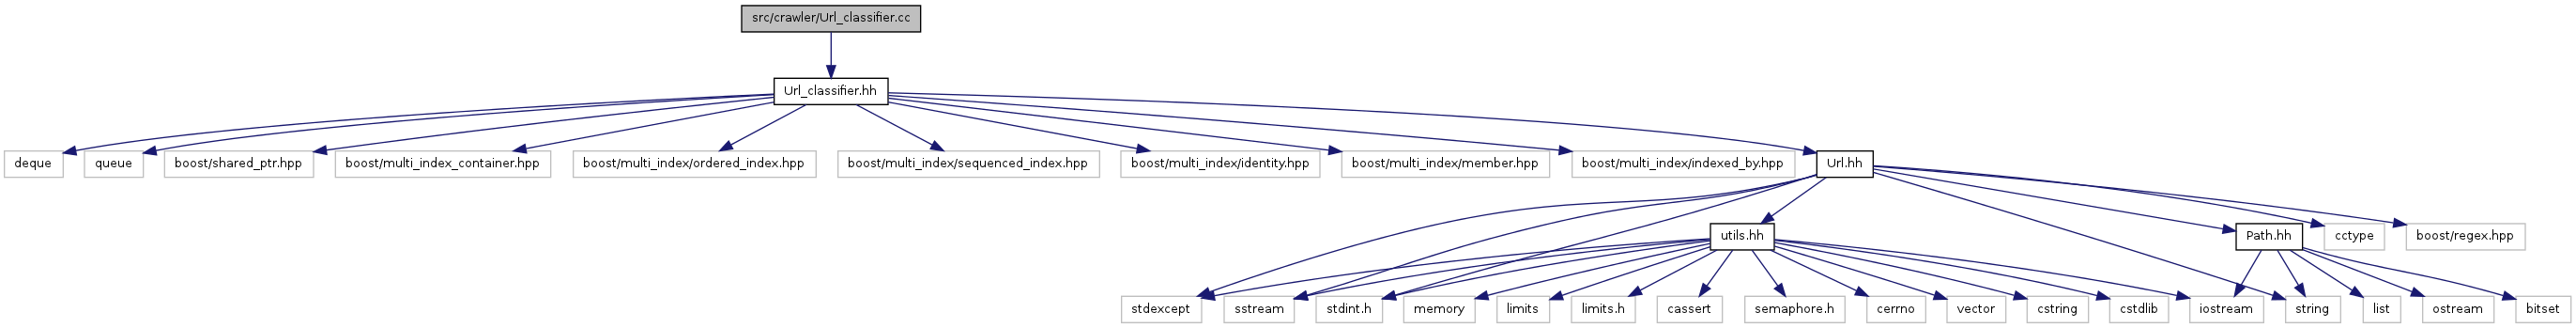 src/crawler/Url_classifier.cc
Url_classifier.hh
deque
queue
boost/shared_ptr.hpp
boost/multi_index_container.hpp
boost/multi_index/ordered_index.hpp
boost/multi_index/sequenced_index.hpp
boost/multi_index/identity.hpp
boost/multi_index/member.hpp
boost/multi_index/indexed_by.hpp
Url.hh
utils.hh
Path.hh
cctype
boost/regex.hpp
stdexcept
sstream
stdint.h
memory
limits
limits.h
cassert
semaphore.h
cerrno
vector
cstring
cstdlib
iostream
string
list
ostream
bitset